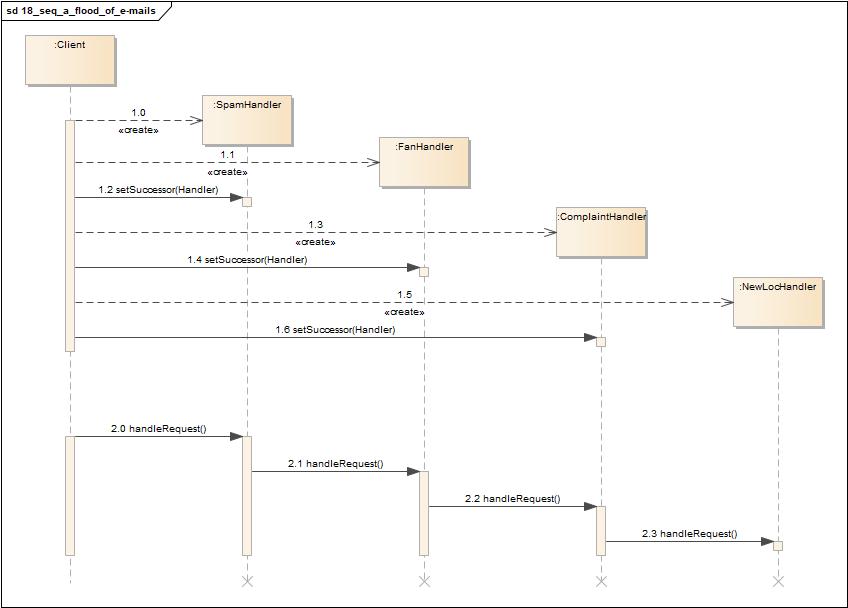 sd 18_seq_a_flood_of_e-mails
:Client
:SpamHandler
1.0
«create»
:FanHandler
1.1
«create»
1.2 setSuccessor(Handler)
:ComplaintHandler
1.3
«create»
1.4 setSuccessor(Handler)
:NewLocHandler
1.5
«create»
1.6 setSuccessor(Handler)
2.0 handleRequest()
2.1 handleRequest()
2.2 handleRequest()
2.3 handleRequest()